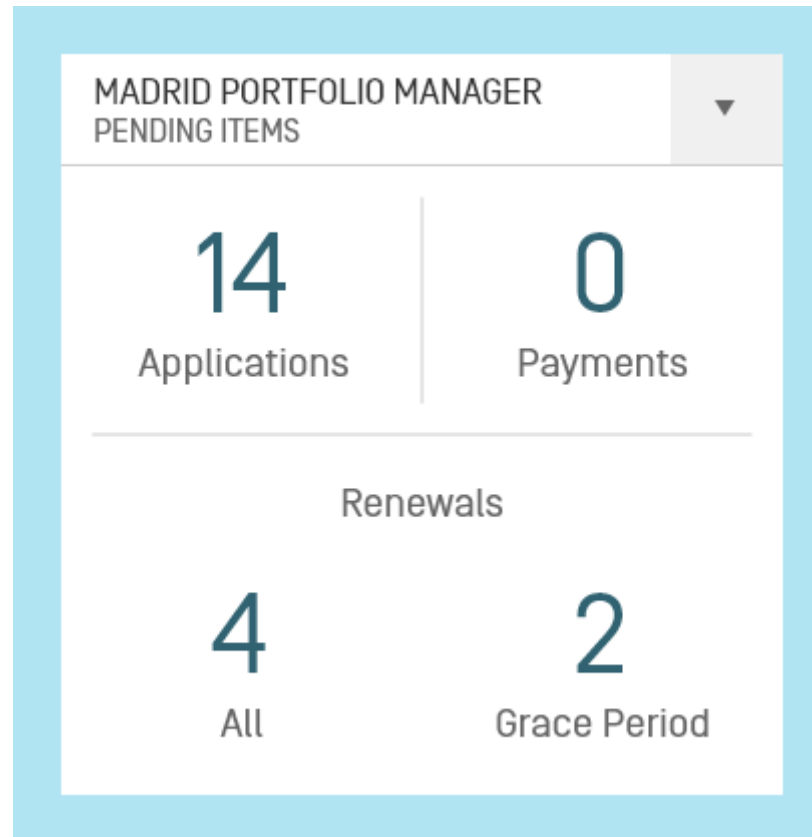 MADRID PORTFOLIO MANAGER
PENDING ITEMS
14
Applications
0
Payments
Renewals
4
All
2
Grace Period